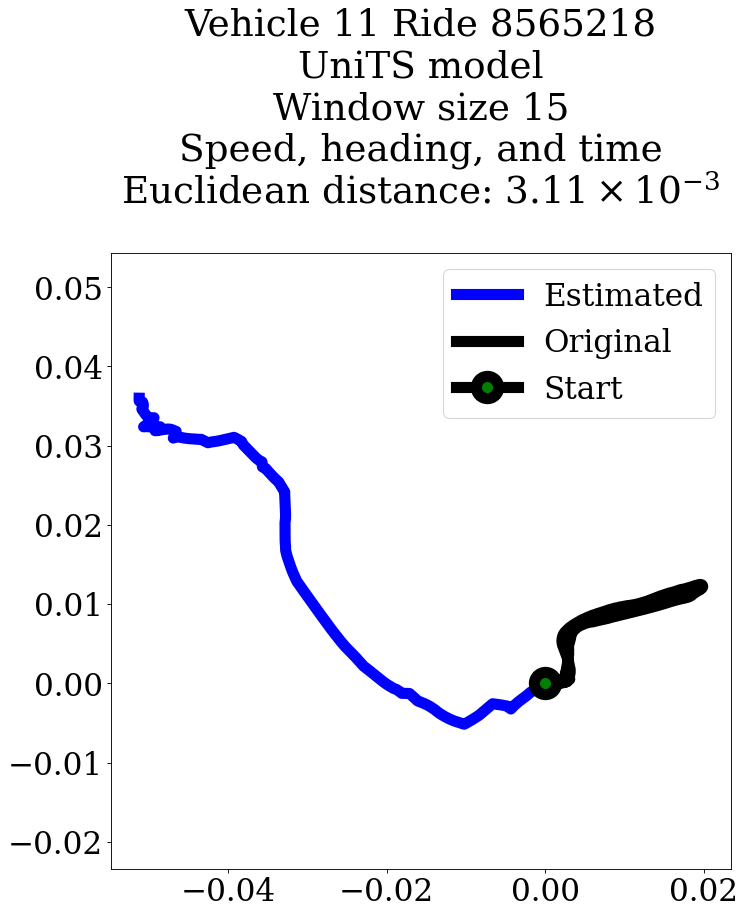 Vehicle 11 Ride 8565218
UniTS model
Window size 15
Speed, heading, and time
Euclidean distance: 3.11 × 10⁻³
Estimated
Original
Start
0.05
0.04
0.03
0.02
0.01
0.00
−0.01
−0.02
−0.04
−0.02
0.00
0.02